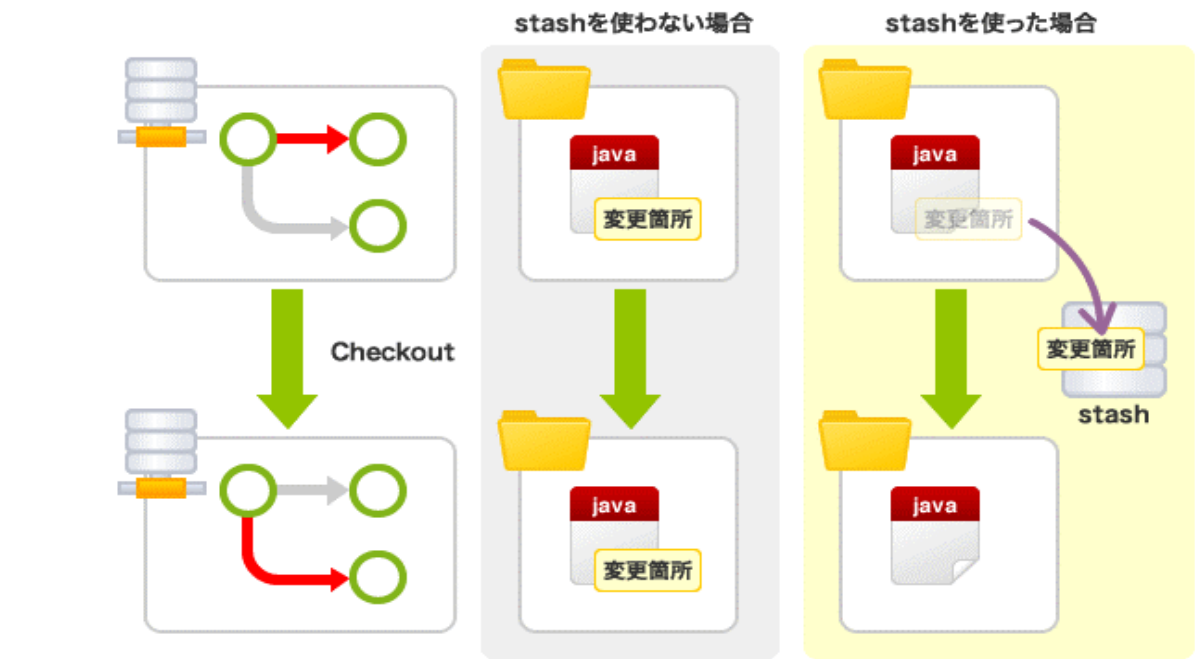 stashを使わない場合
stashを使った場合
java
変更箇所
java
変更箇所
Checkout
変更箇所
stash
java
変更箇所
java